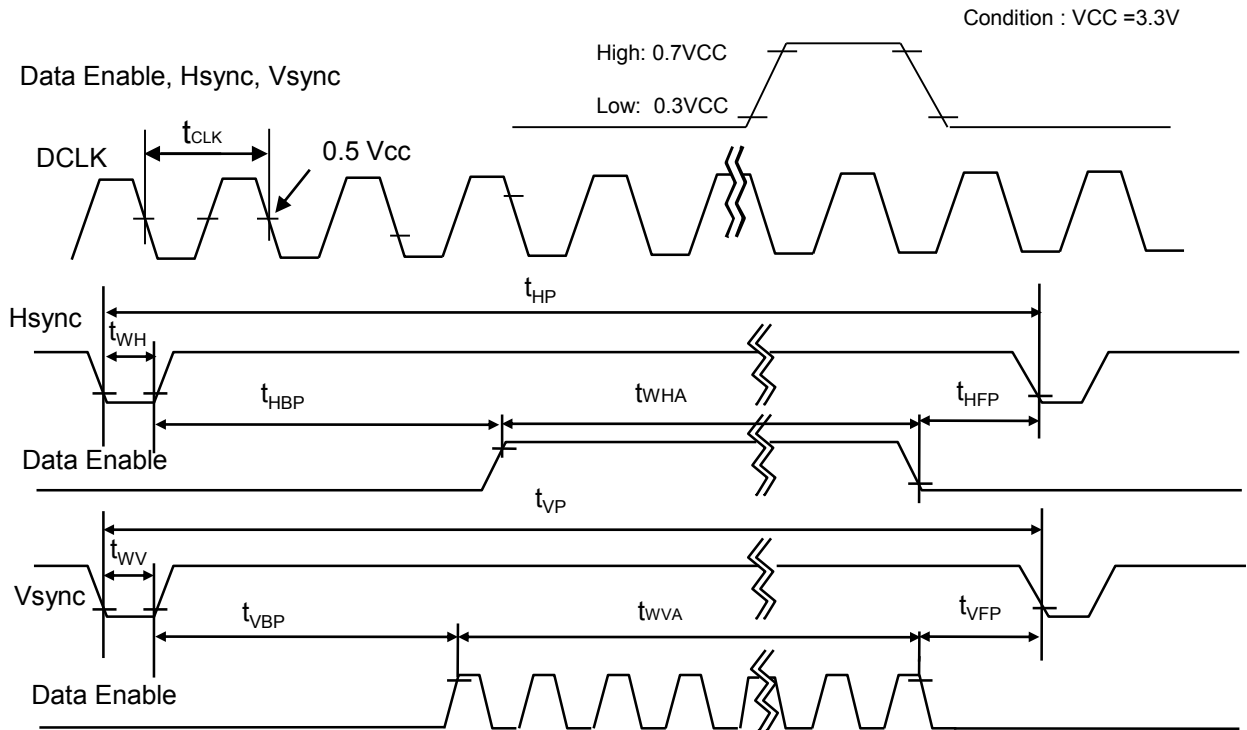 Condition : VCC =3.3V
High: 0.7VCC
Data Enable, Hsync, Vsync
Low: 0.3VCC
tCLK
DCLK
0.5 Vcc
tHP
Hsync
tWH
tHBP
tWHA
tHFP
Data Enable
tVP
tWV
Vsync
tVBP
tWVA
tVFP
Data Enable